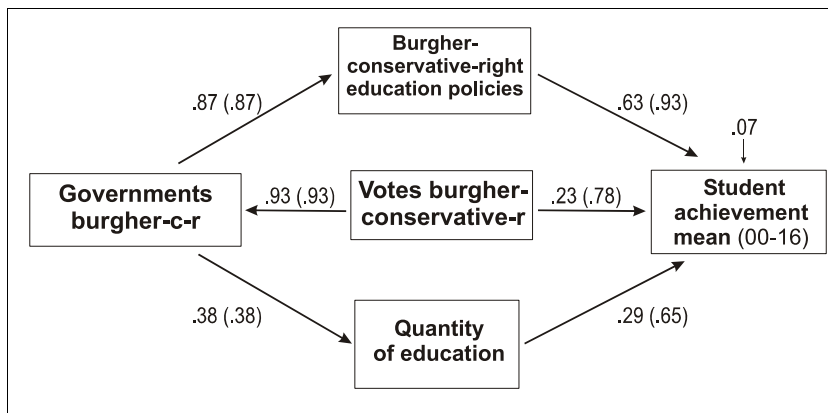 Burgher-
conservative-right
education policies
.87 (.87)
.63 (.93)
.07
Governments
burgher-c-r
.93 (.93)
Votes burgher-
conservative-r
.23 (.78)
Student
achievement
mean (00-16)
.38 (.38)
Quantity
of education
.29 (.65)